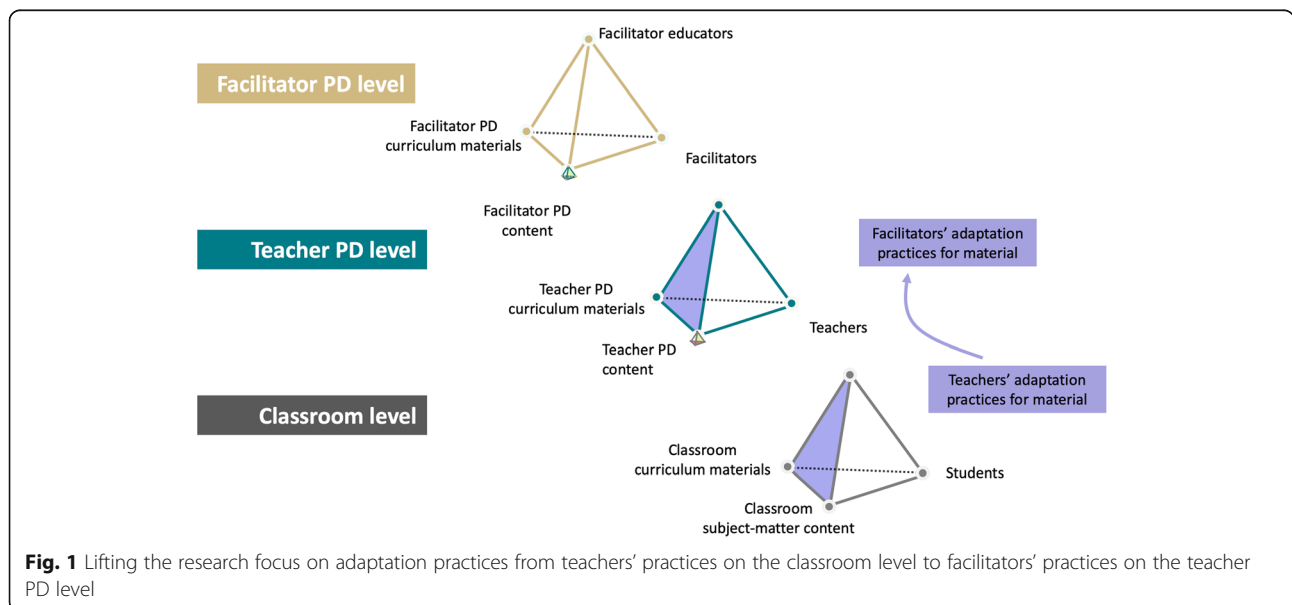 Facilitator educators
Facilitator PD level
Facilitator PD
curriculum materials
Facilitators
Facilitator PD
content
Teacher PD level
Facilitators’ adaptation
practices for material
Teacher PD
curriculum materials
Teachers
Teacher PD
content
Teachers’ adaptation
practices for material
Classroom level
Classroom
curriculum materials
Students
Classroom
subject-matter content
Fig. 1 Lifting the research focus on adaptation practices from teachers’ practices on the classroom level to facilitators’ practices on the teacher
PD level